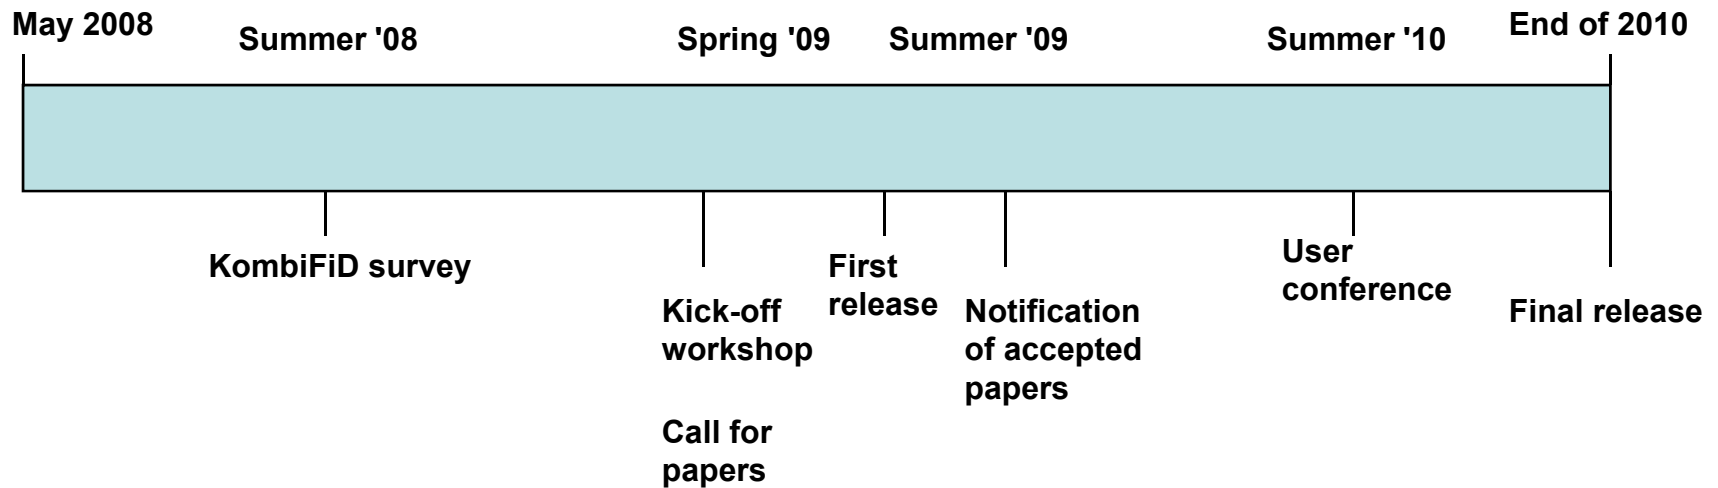 May 2008
Summer '08
Spring '09
Summer '09
Summer '10
End of 2010
KombiFiD survey
Kick-off
workshop
Call for
papers
First
release
Notification
of accepted
papers
User
conference
Final release